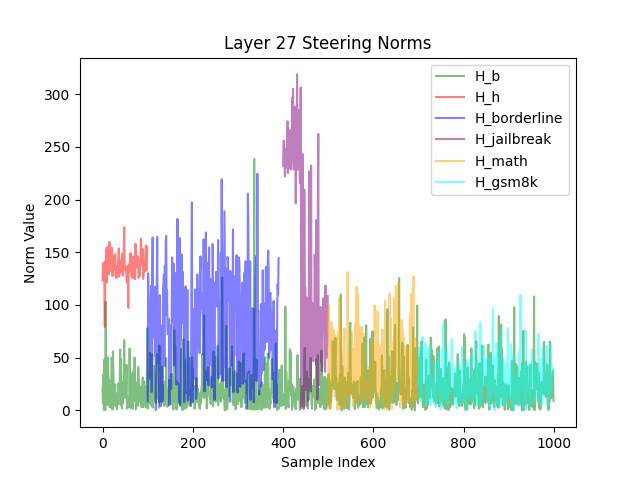 Layer 27 Steering Norms
H_b
H_h
H_borderline
H_jailbreak
H_math
H_gsm8k
Norm Value
300
250
200
150
100
50
0
0 200 400 600 800 1000
Sample Index